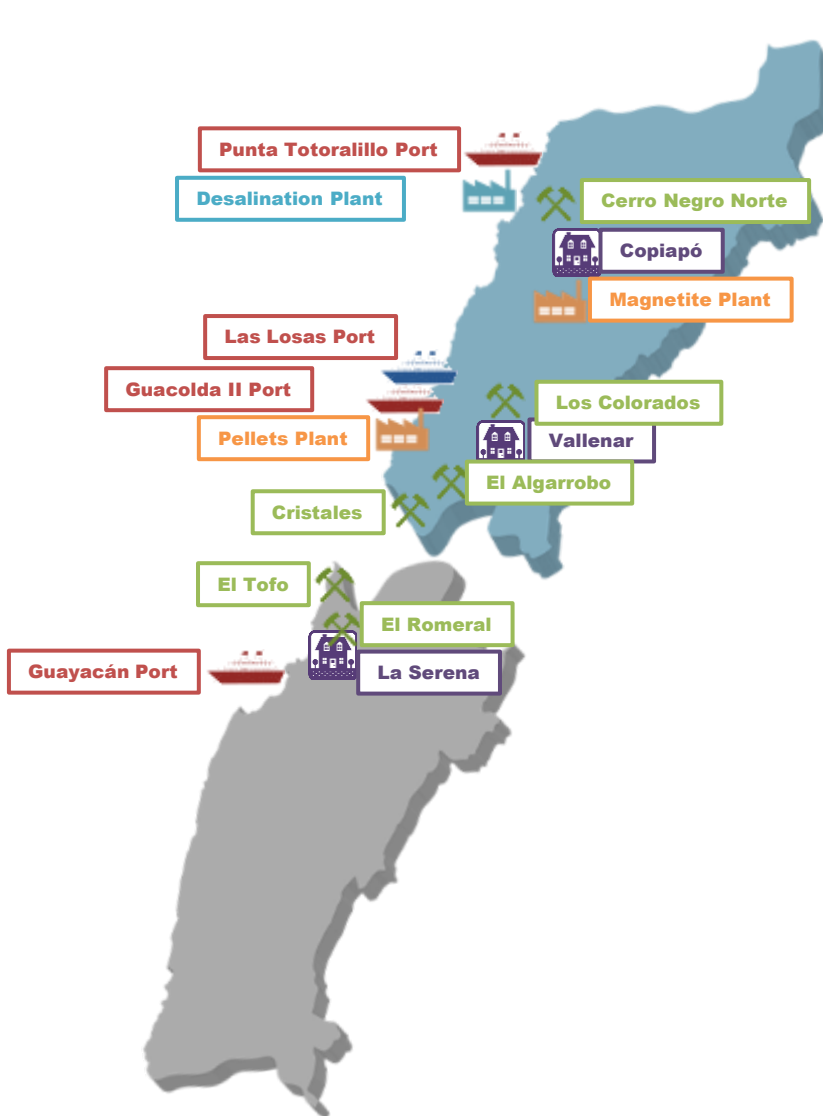 Punta Totoralillo Port
Desalination Plant
Cerro Negro Norte
Copiapó
Magnetite Plant
Las Losas Port
Guacolda II Port
Los Colorados
Pellets Plant
Vallenar
El Algarrobo
Cristales
El Tofo
El Romeral
Guayacán Port
La Serena